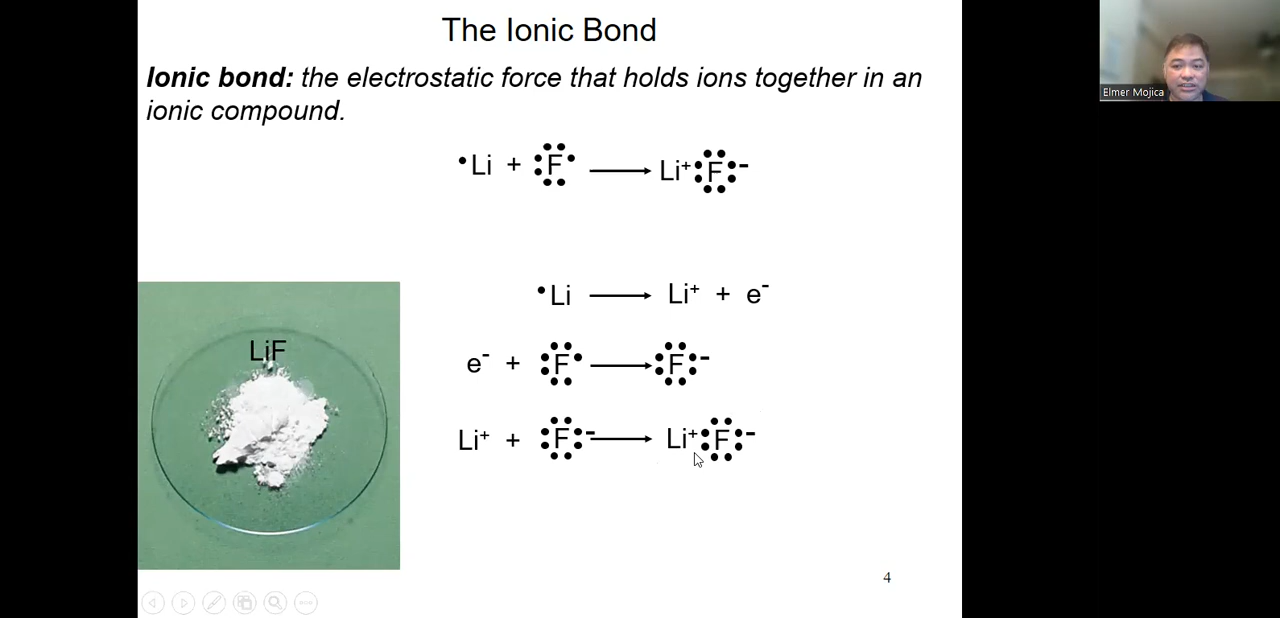 The Ionic Bond
Elmer Mojica
Ionic bond: the electrostatic force that holds ions together in an
ionic compound.
•Li + F → Li⁺ F⁻
•Li → Li⁺ + e⁻
e⁻ + F → F⁻
Li⁺ + F⁻ → Li⁺ F⁻
LiF
4